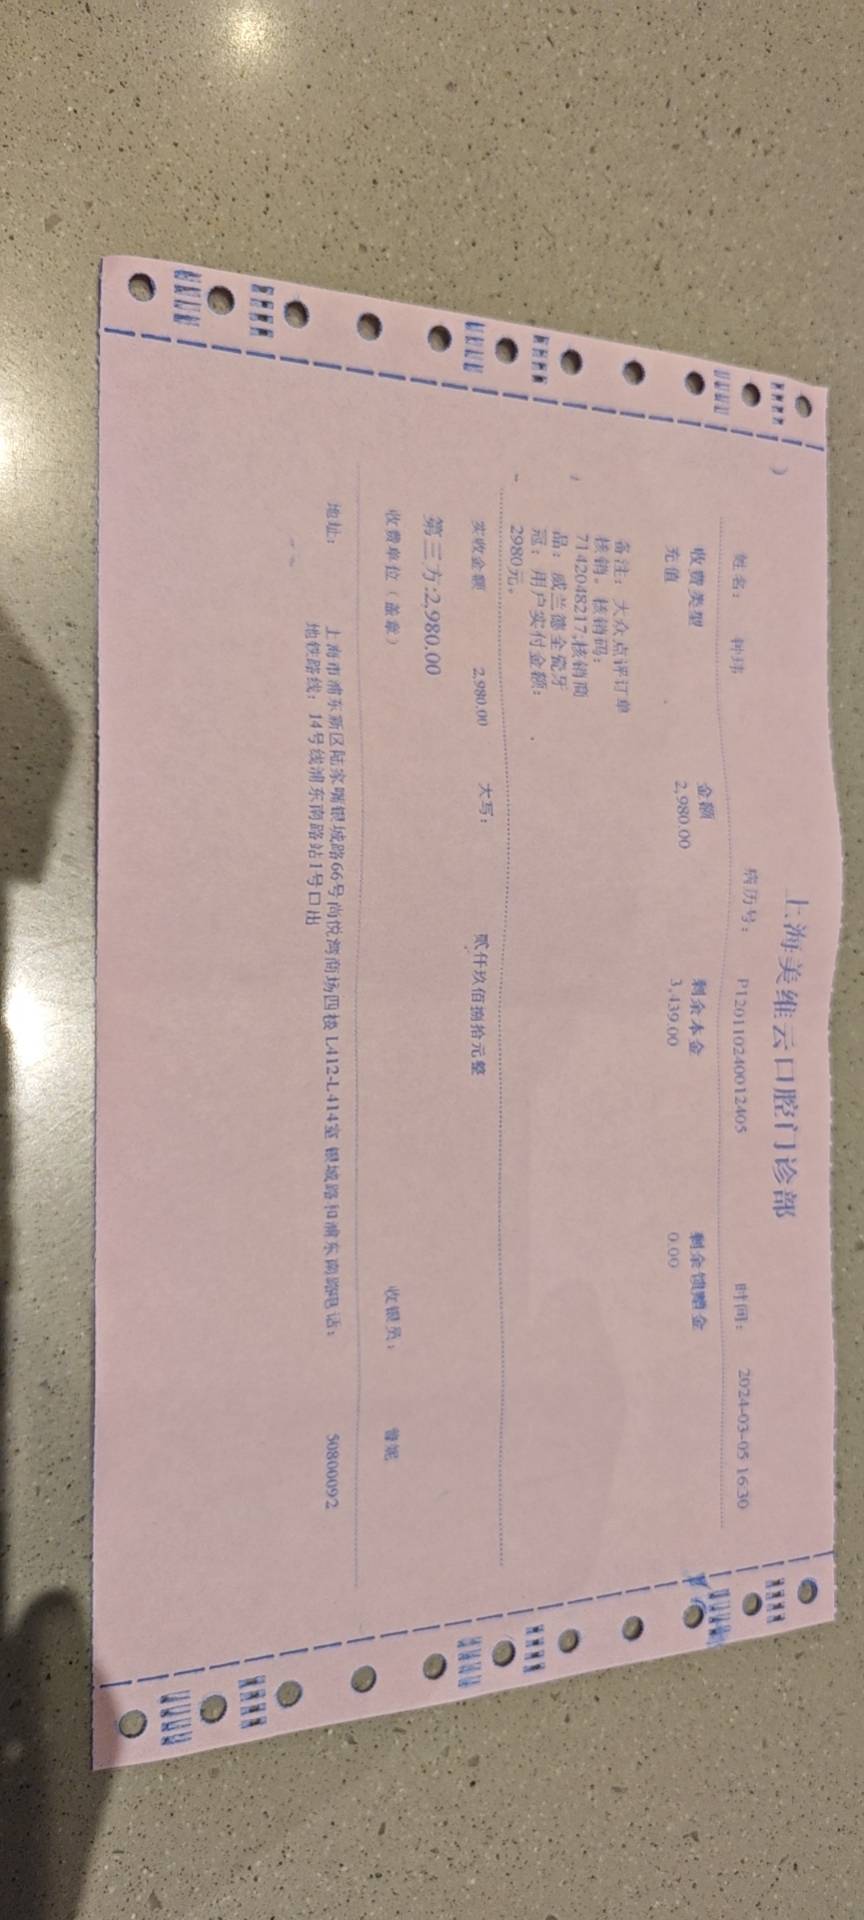 上海美维云口腔门诊部
姓名： 钟玮 病历号： P120110240012405 时间： 2024-03-05 1630
收费类型 金额 剩余本金 剩余馈赠金
充值 2,980.00 3,439.00 0.00
备注：大众点评订单
核销。核销码：
7142048217,核销商
品：威兰德全瓷牙
冠；用户实付金额：
2980元。
实收金额 2,980.00 大写： 贰仟玖佰捌拾元整
第三方:2,980.00
收费单位（盖章） 收银员： 曾妮
地址： 上海市浦东新区陆家嘴银城路66号尚悦湾商场四楼 L412-L414室 银城路和浦东南路电话： 50800092
地铁路线：14号线浦东南路站1号口出